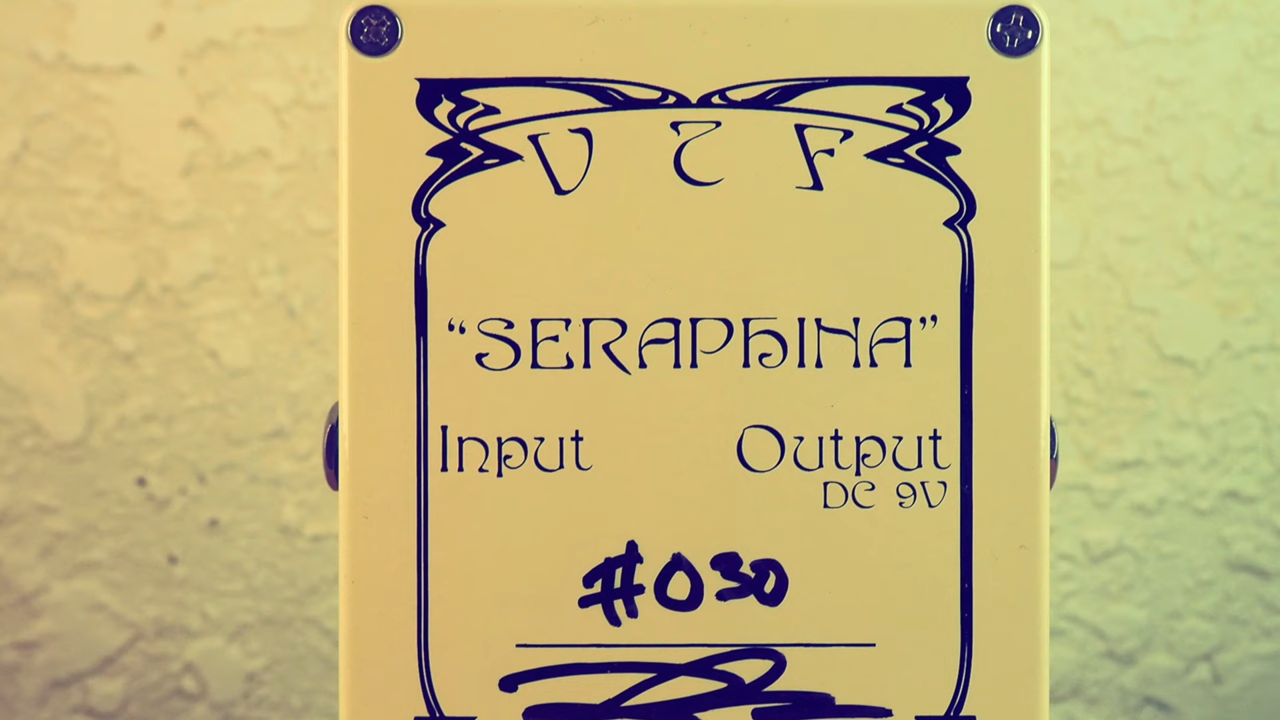 V C F
“SERAPHINA”
Input Output
DC 9V
#030